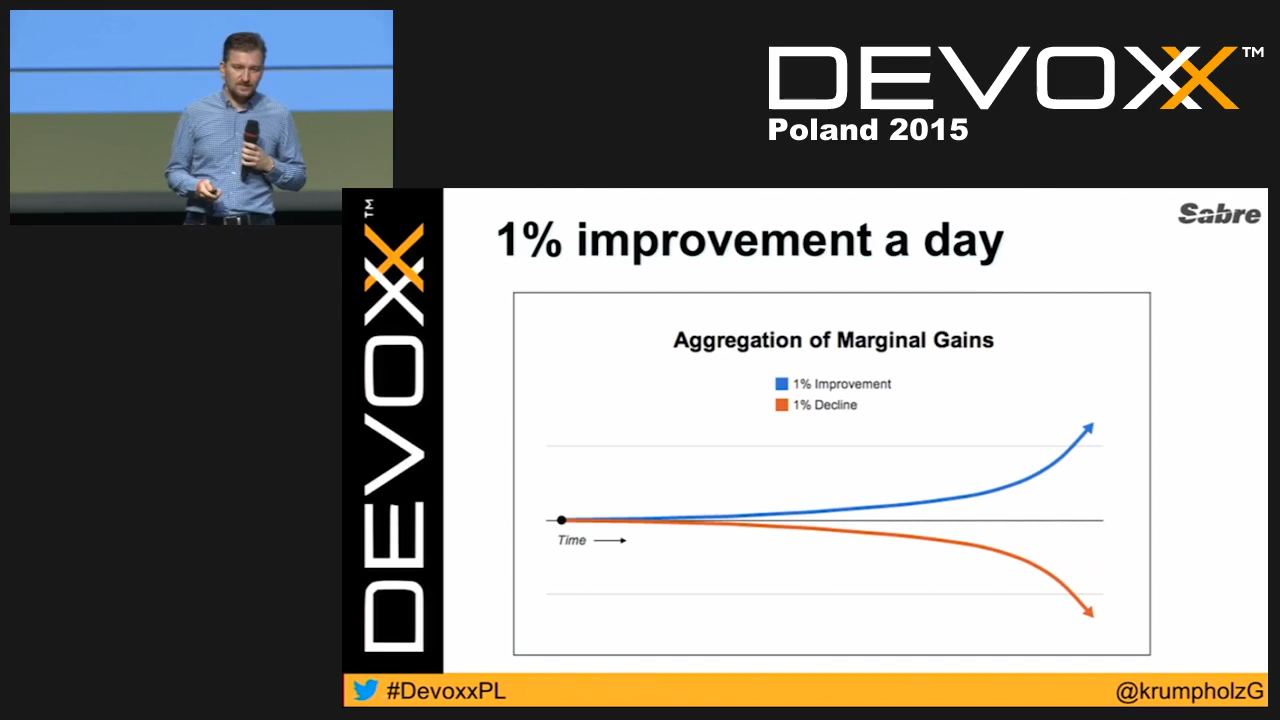 DEVOXX™
Poland 2015
DEVOXX™
Sabre
1% improvement a day
Aggregation of Marginal Gains
1% Improvement
1% Decline
Time
#DevoxxPL
@krumpholzG